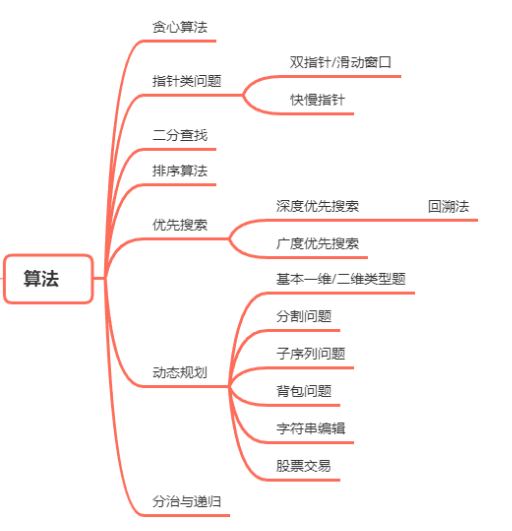 贪心算法
指针类问题
双指针/滑动窗口
快慢指针
二分查找
排序算法
优先搜索
深度优先搜索
回溯法
广度优先搜索
算法
动态规划
基本一维/二维类型题
分割问题
子序列问题
背包问题
字符串编辑
股票交易
分治与递归